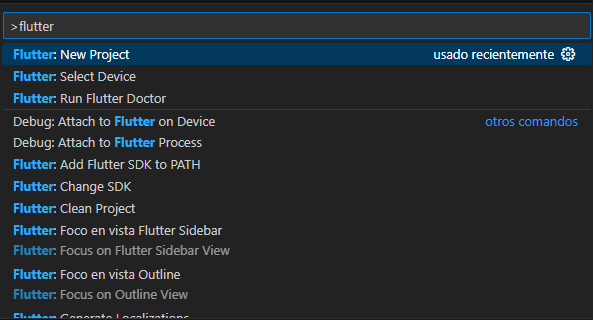 >flutter
Flutter: New Project usado recientemente
Flutter: Select Device
Flutter: Run Flutter Doctor
Debug: Attach to Flutter on Device otros comandos
Debug: Attach to Flutter Process
Flutter: Add Flutter SDK to PATH
Flutter: Change SDK
Flutter: Clean Project
Flutter: Foco en vista Flutter Sidebar
Flutter: Focus on Flutter Sidebar View
Flutter: Foco en vista Outline
Flutter: Focus on Outline View
Flutter: Generate Localizations